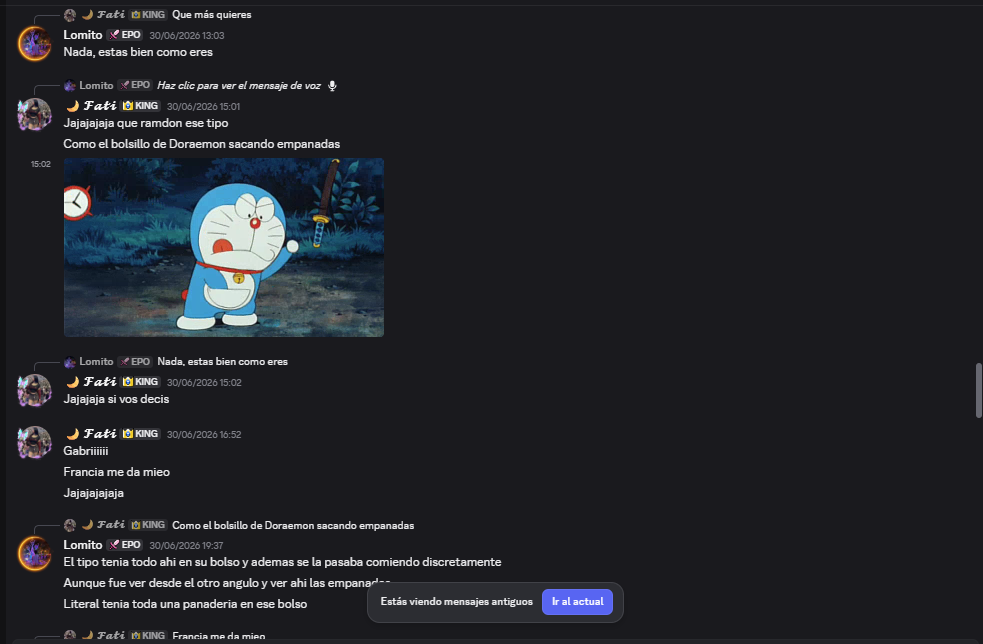 𝓕𝓪𝓽𝓲 KING Que más quieres
Lomito EPO 30/06/2026 13:03
Nada, estas bien como eres
Lomito EPO Haz clic para ver el mensaje de voz
𝓕𝓪𝓽𝓲 KING 30/06/2026 15:01
Jajajajaja que ramdon ese tipo
Como el bolsillo de Doraemon sacando empanadas
15:02
Lomito EPO Nada, estas bien como eres
𝓕𝓪𝓽𝓲 KING 30/06/2026 15:02
Jajajaja si vos decis
𝓕𝓪𝓽𝓲 KING 30/06/2026 16:52
Gabriiiiii
Francia me da mieo
Jajajajajaja
𝓕𝓪𝓽𝓲 KING Como el bolsillo de Doraemon sacando empanadas
Lomito EPO 30/06/2026 19:37
El tipo tenia todo ahi en su bolso y ademas se la pasaba comiendo discretamente
Aunque fue ver desde el otro angulo y ver ahi las empanadas
Literal tenia toda una panaderia en ese bolso
Estás viendo mensajes antiguos Ir al actual
𝓕𝓪𝓽𝓲 KING Francia me da mieo